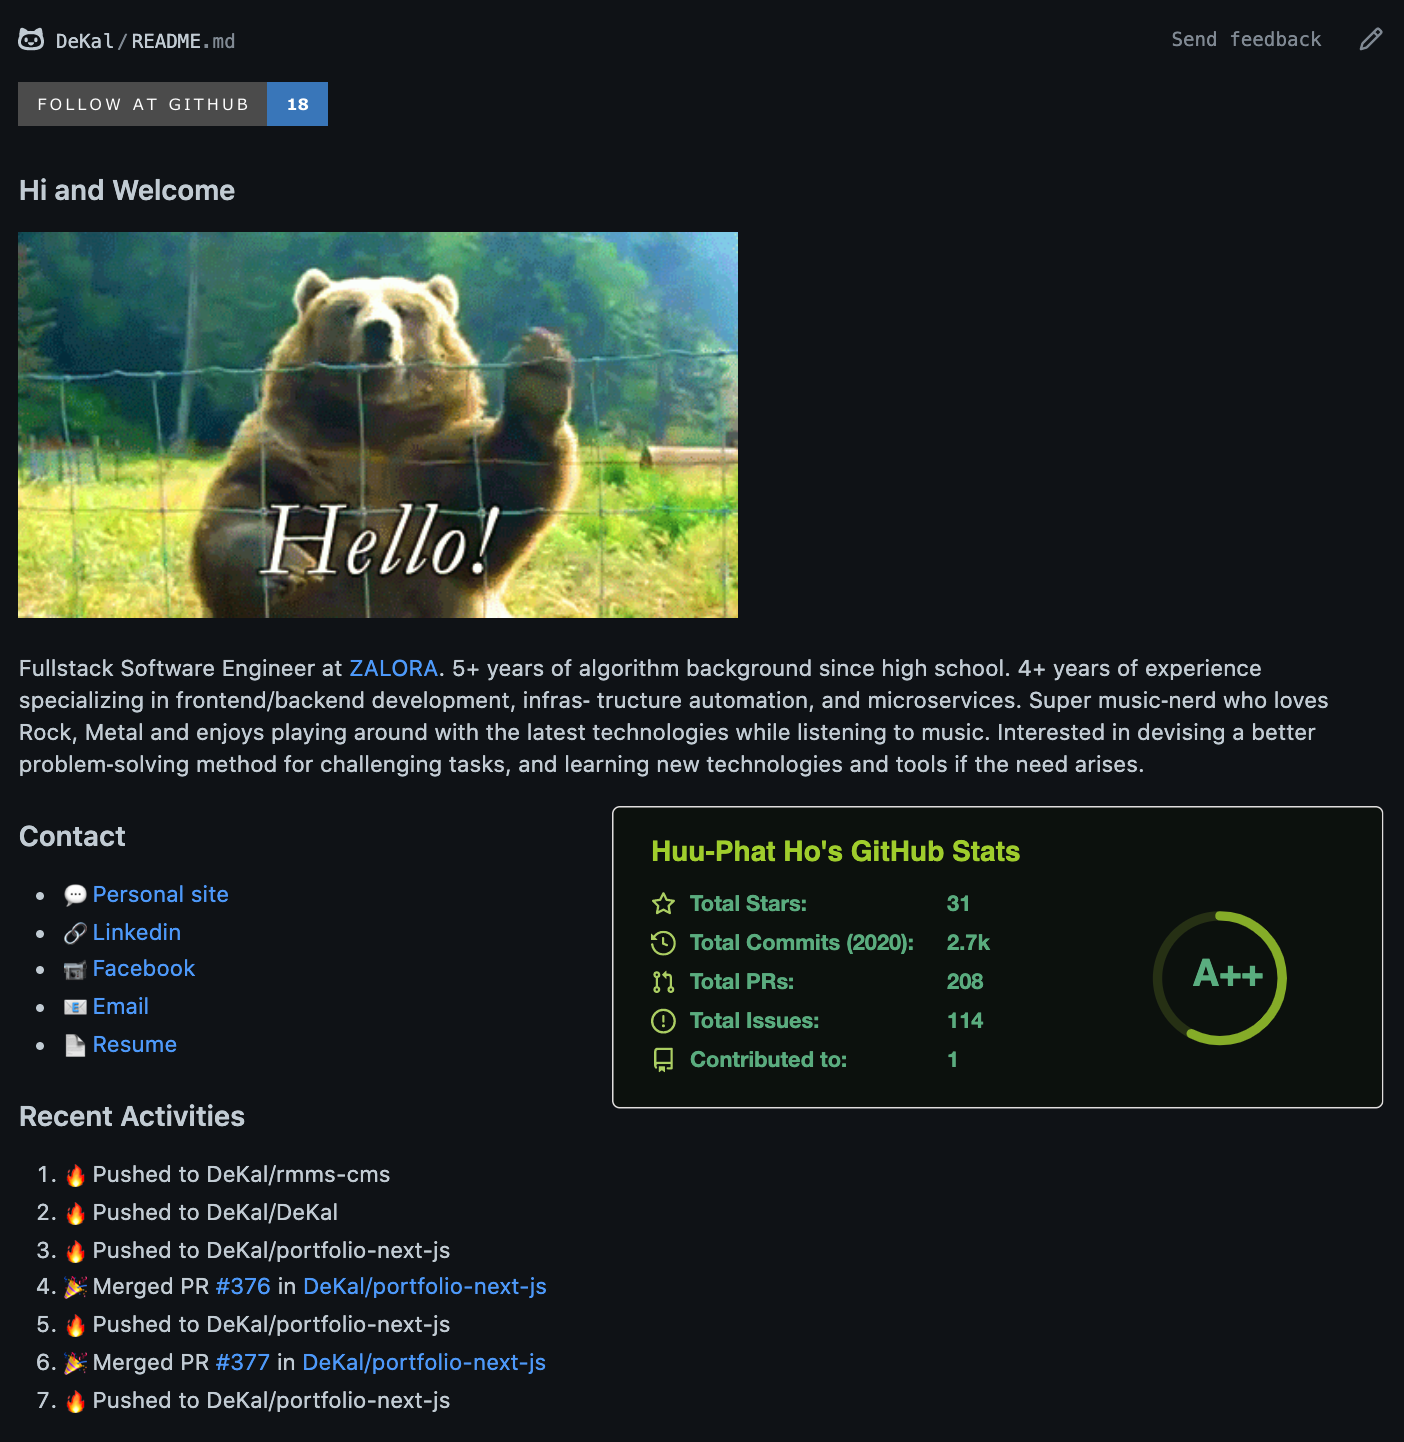 DeKal/README.md
Send feedback
FOLLOW AT GITHUB 18
Hi and Welcome
Hello!
Fullstack Software Engineer at ZALORA. 5+ years of algorithm background since high school. 4+ years of experience
specializing in frontend/backend development, infras- tructure automation, and microservices. Super music-nerd who loves
Rock, Metal and enjoys playing around with the latest technologies while listening to music. Interested in devising a better
problem-solving method for challenging tasks, and learning new technologies and tools if the need arises.
Contact
Personal site
Linkedin
Facebook
Email
Resume
Huu-Phat Ho's GitHub Stats
Total Stars: 31
Total Commits (2020): 2.7k
Total PRs: 208
Total Issues: 114
Contributed to: 1
A++
Recent Activities
1. 🔥 Pushed to DeKal/rmms-cms
2. 🔥 Pushed to DeKal/DeKal
3. 🔥 Pushed to DeKal/portfolio-next-js
4. 🎉 Merged PR #376 in DeKal/portfolio-next-js
5. 🔥 Pushed to DeKal/portfolio-next-js
6. 🎉 Merged PR #377 in DeKal/portfolio-next-js
7. 🔥 Pushed to DeKal/portfolio-next-js